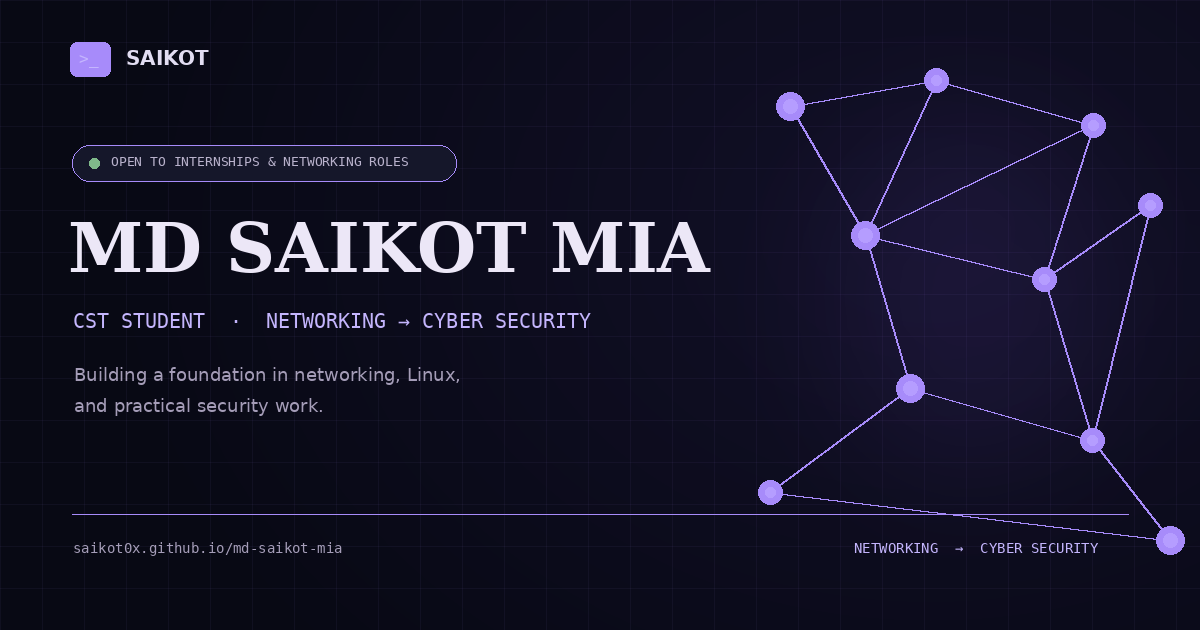 >_ SAIKOT
OPEN TO INTERNSHIPS & NETWORKING ROLES
MD SAIKOT MIA
CST STUDENT · NETWORKING → CYBER SECURITY
Building a foundation in networking, Linux,
and practical security work.
saikot0x.github.io/md-saikot-mia
NETWORKING → CYBER SECURITY